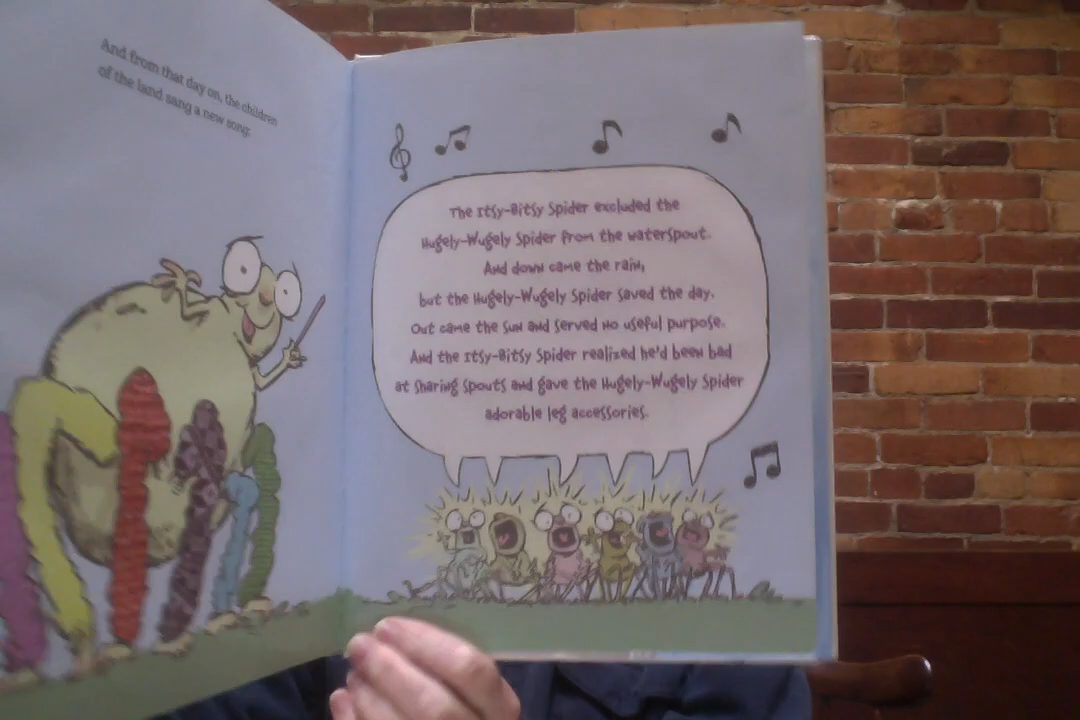 And from that day on, the children
of the land sang a new song:
The Itsy-Bitsy Spider excluded the
Hugely-Wugely Spider from the waterspout.
And down came the rain,
but the Hugely-Wugely Spider saved the day.
Out came the sun and served no useful purpose.
And the Itsy-Bitsy Spider realized he'd been bad
at sharing spouts and gave the Hugely-Wugely Spider
adorable leg accessories.